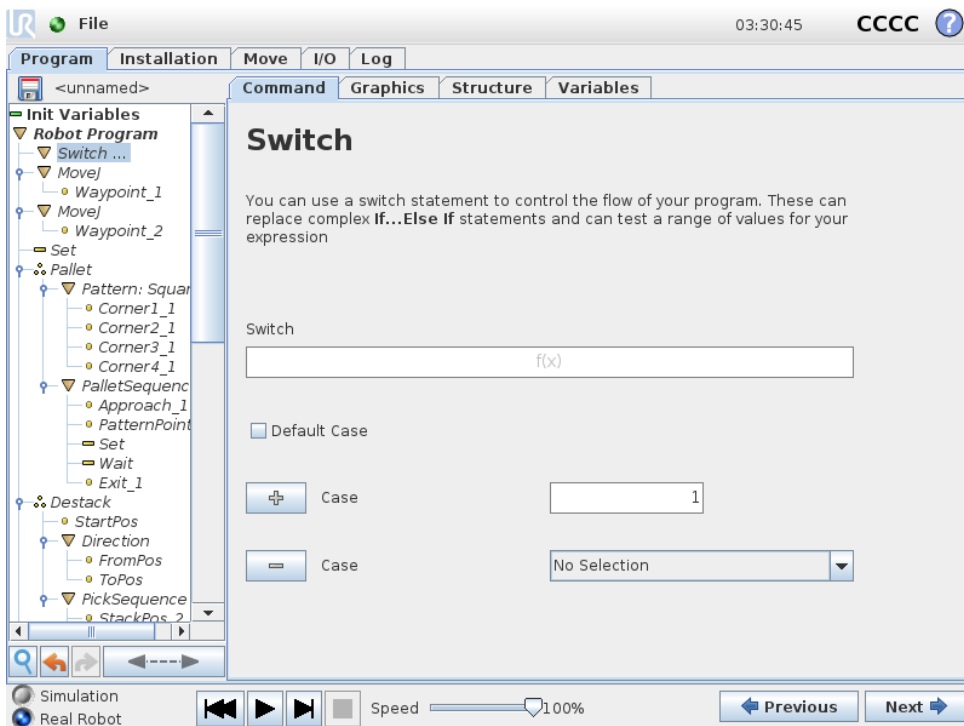 UR File 03:30:45 CCCC ?
Program Installation Move I/O Log
<unnamed>
Command Graphics Structure Variables
Init Variables
Robot Program
Switch ...
MoveJ
Waypoint_1
MoveJ
Waypoint_2
Set
Pallet
Pattern: Squar
Corner1_1
Corner2_1
Corner3_1
Corner4_1
PalletSequenc
Approach_1
PatternPoint
Set
Wait
Exit_1
Destack
StartPos
Direction
FromPos
ToPos
PickSequence
StackPos_2
Switch
You can use a switch statement to control the flow of your program. These can
replace complex If...Else If statements and can test a range of values for your
expression
Switch
f(x)
Default Case
Case 1
Case No Selection
Simulation
Real Robot
Speed 100%
Previous Next